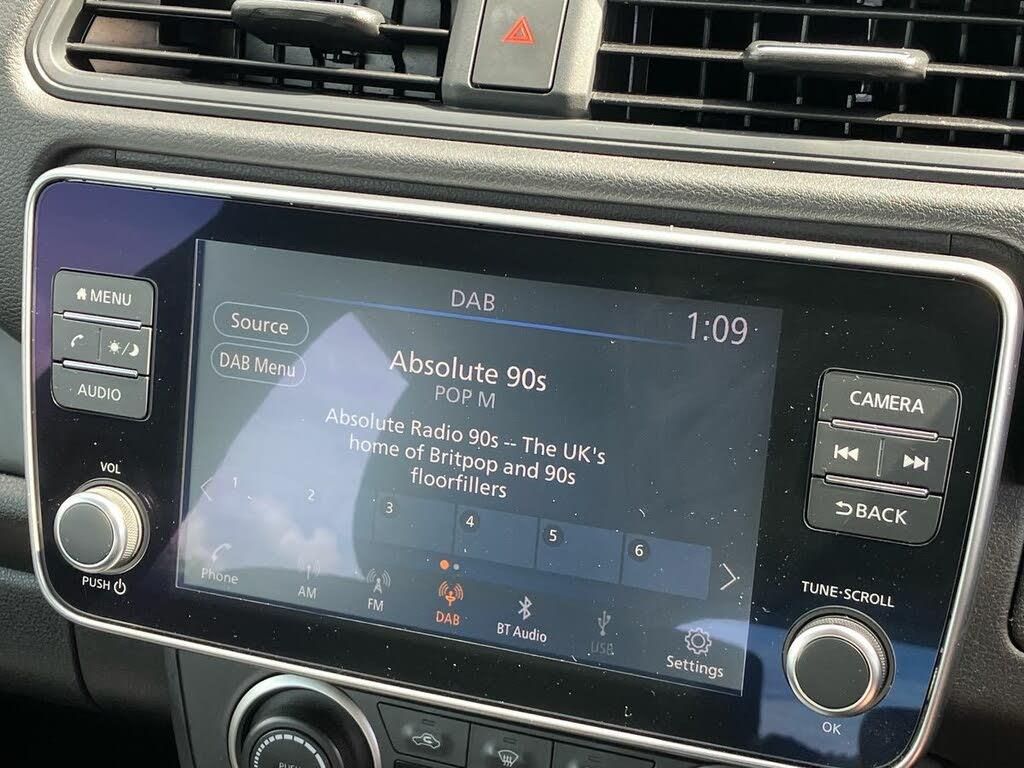 MENU
AUDIO
VOL
PUSH
DAB
1:09
Source
DAB Menu
Absolute 90s
POP M
Absolute Radio 90s -- The UK's
home of Britpop and 90s
floorfillers
1
2
3
4
5
6
Phone
AM
FM
DAB
BT Audio
USB
Settings
CAMERA
BACK
TUNE·SCROLL
OK
PUSH